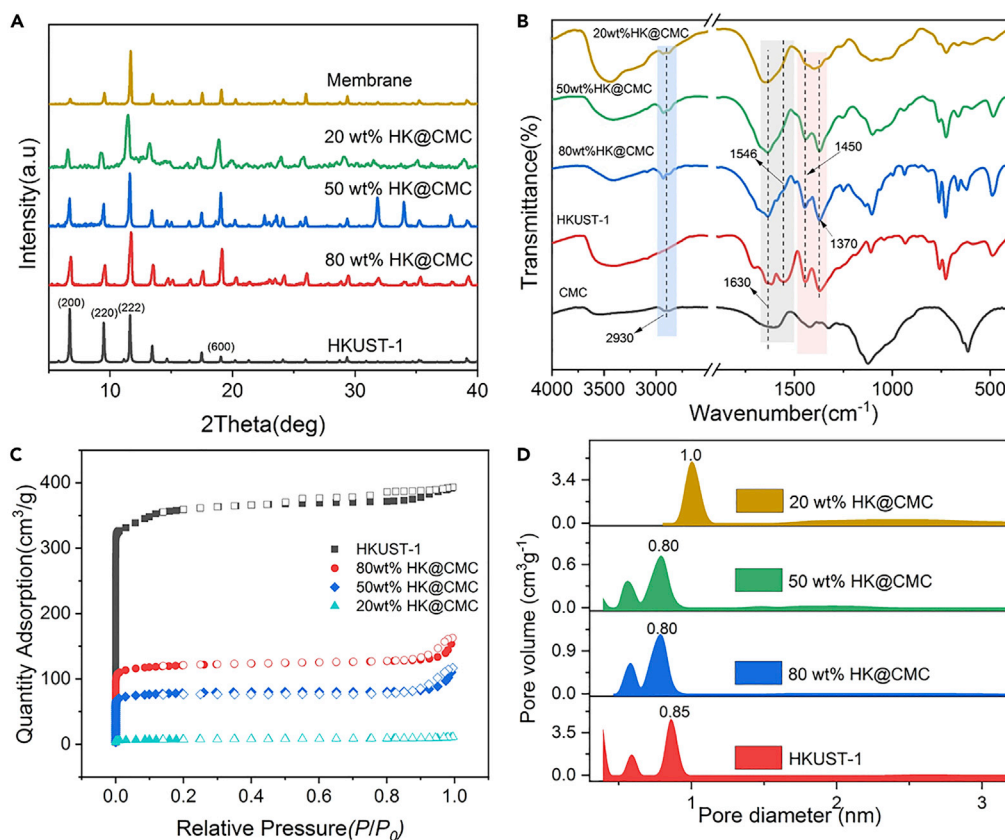 A
Intensity(a.u)
Membrane
20 wt% HK@CMC
50 wt% HK@CMC
80 wt% HK@CMC
(200)
(220)
(222)
(600)
HKUST-1
10
20
30
40
2Theta(deg)
B
Transmittance(%)
20wt%HK@CMC
50wt%HK@CMC
1546
1450
80wt%HK@CMC
HKUST-1
1370
1630
CMC
2930
4000
3000
1500
1000
400
Wavenumber(cm⁻¹)
C
Quantity Adsorption(cm³/g)
400
300
200
100
0
HKUST-1
80wt% HK@CMC
50wt% HK@CMC
20wt% HK@CMC
0.0
0.2
0.4
0.6
0.8
1.0
Relative Pressure(P/P₀)
D
Pore volume (cm³g⁻¹)
1.0
3.4
0.0
20 wt% HK@CMC
0.80
0.6
0.0
50 wt% HK@CMC
0.80
0.9
0.0
80 wt% HK@CMC
0.85
3.5
0.0
HKUST-1
1
2
3
Pore diameter (nm)